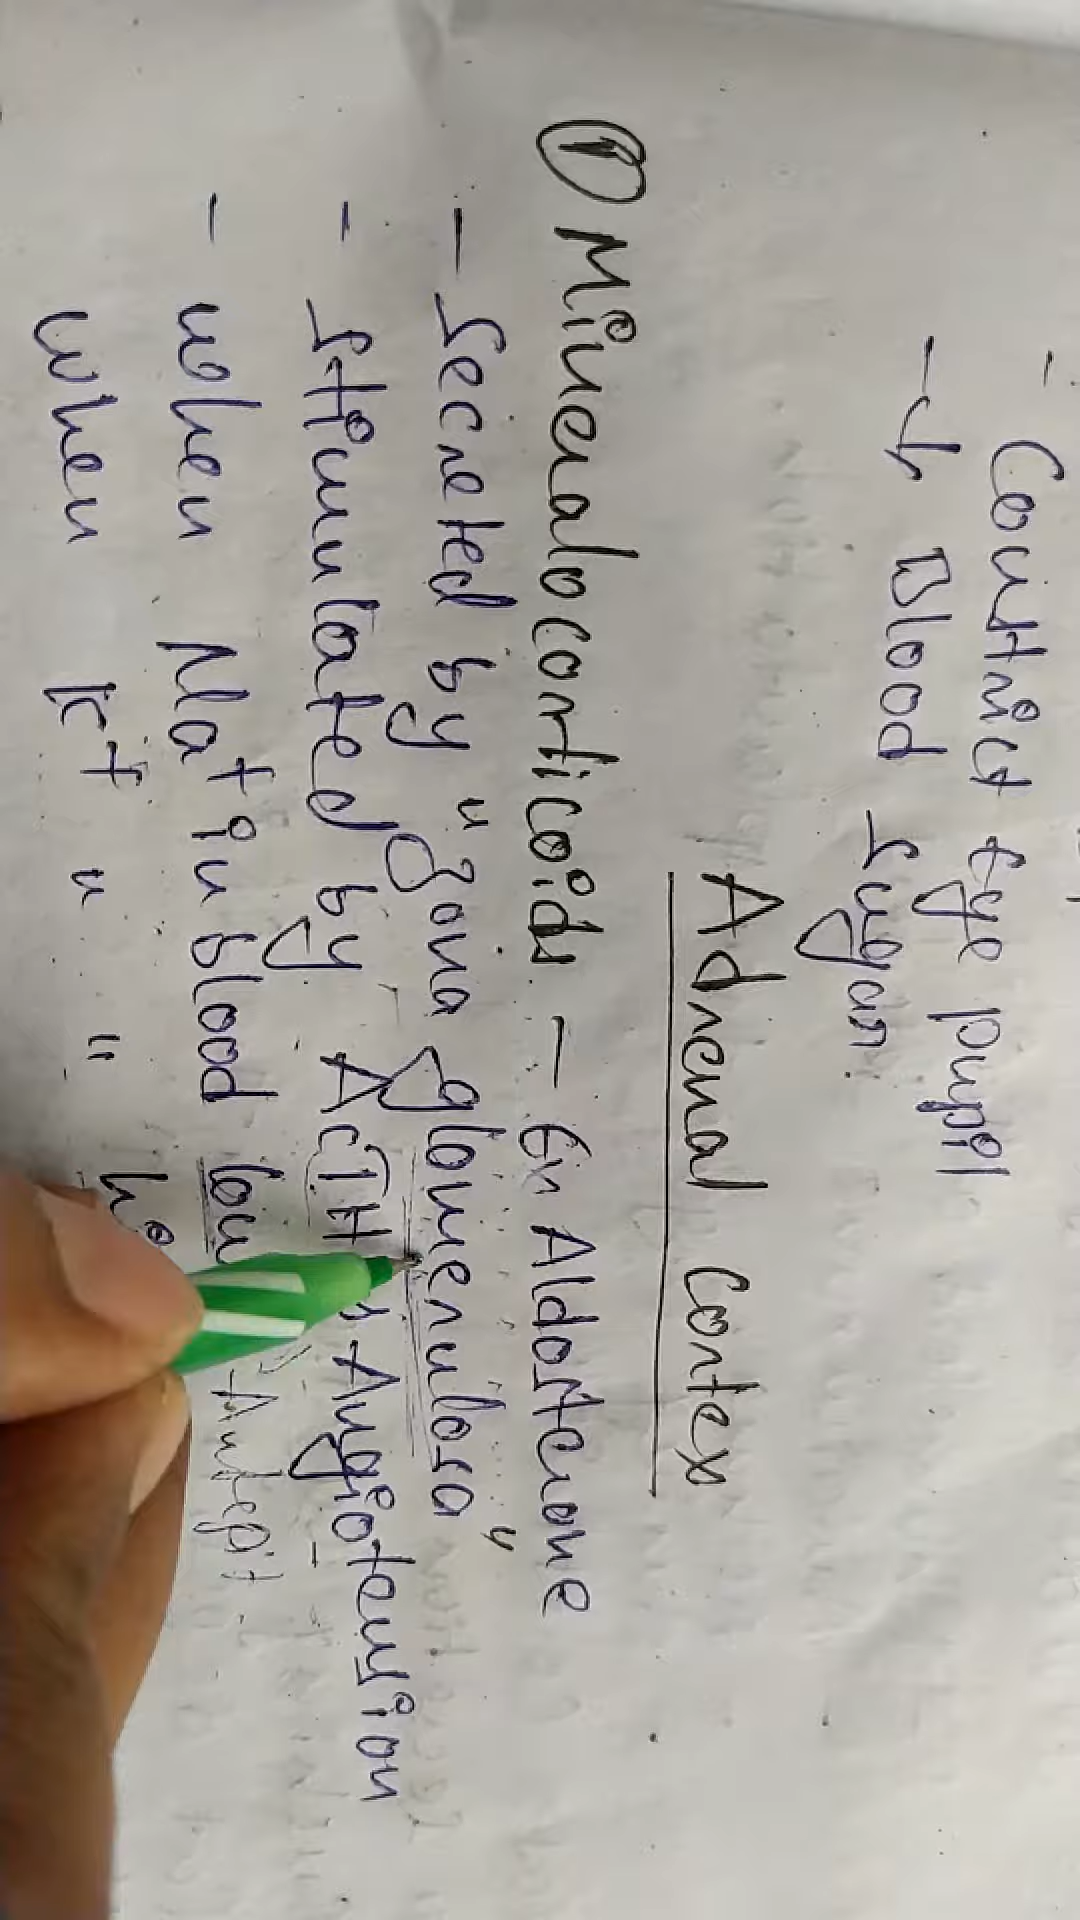 - Constrict Eye pupil
- ↓ Blood Sugar
Adrenal Cortex
① Mineralocorticoids - Ex Aldosterone
- Secreted by "Zona glomerulosa"
- Stimulated by - ACTH Angiotension
- when Na+ in blood low
when K+ " "